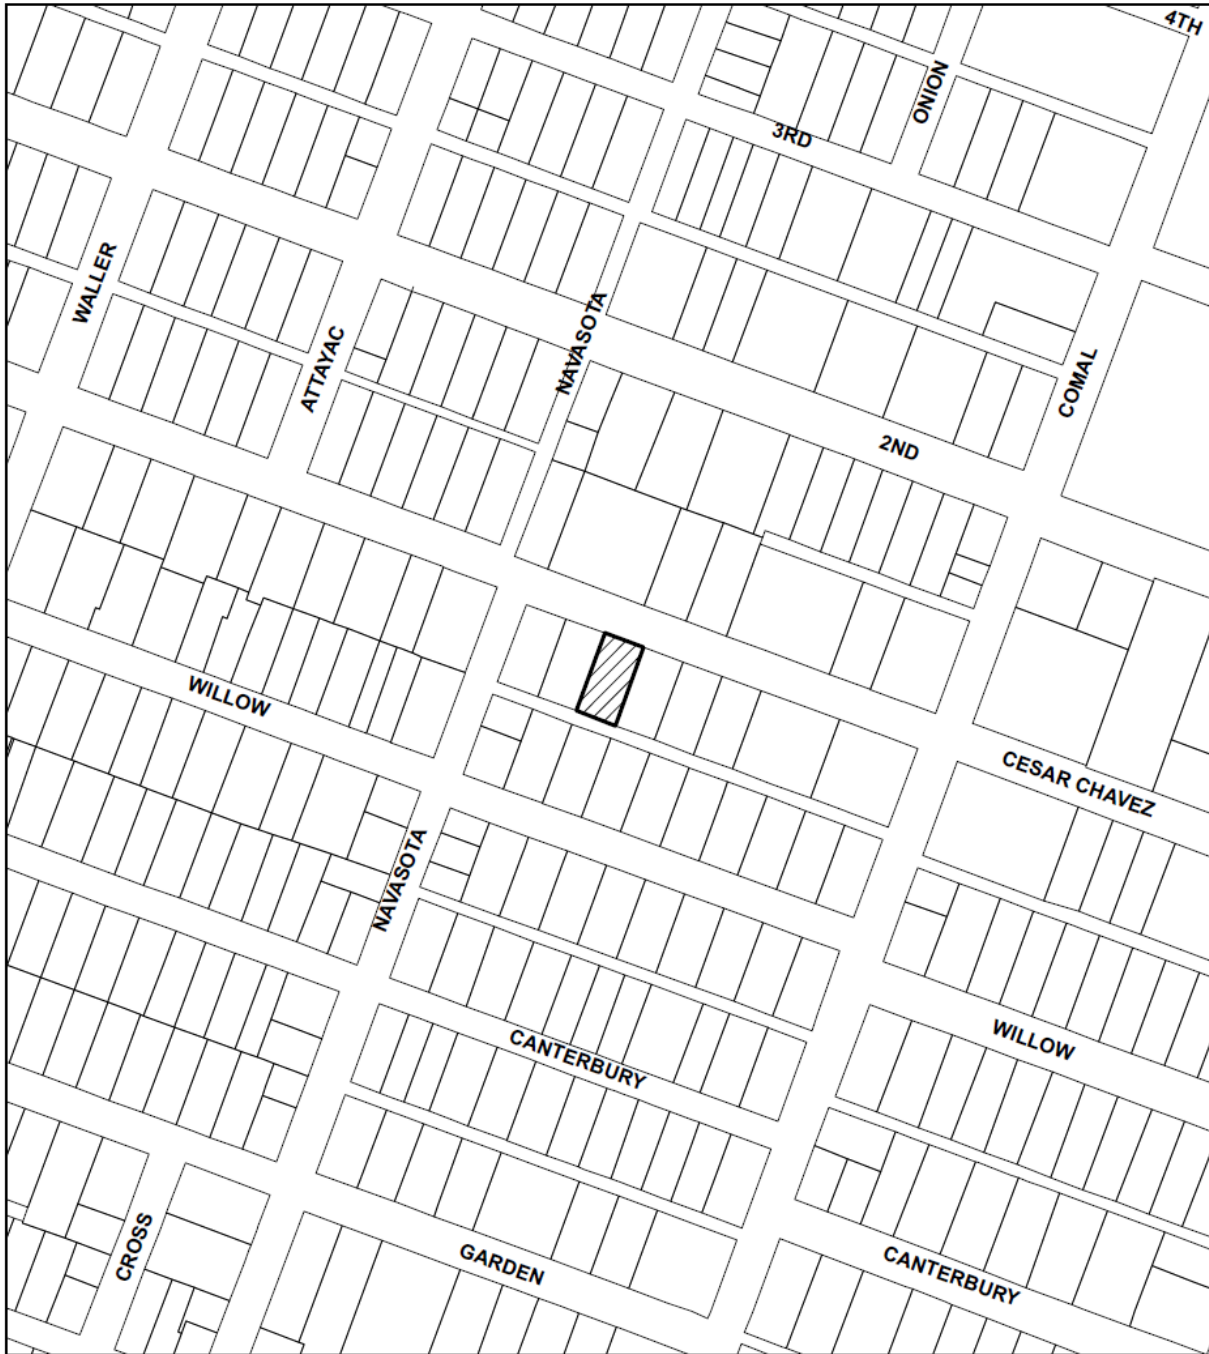 4TH
ONION
3RD
WALLER
NAVASOTA
ATTAYAC
COMAL
2ND
WILLOW
CESAR CHAVEZ
NAVASOTA
CANTERBURY
WILLOW
CROSS
GARDEN
CANTERBURY